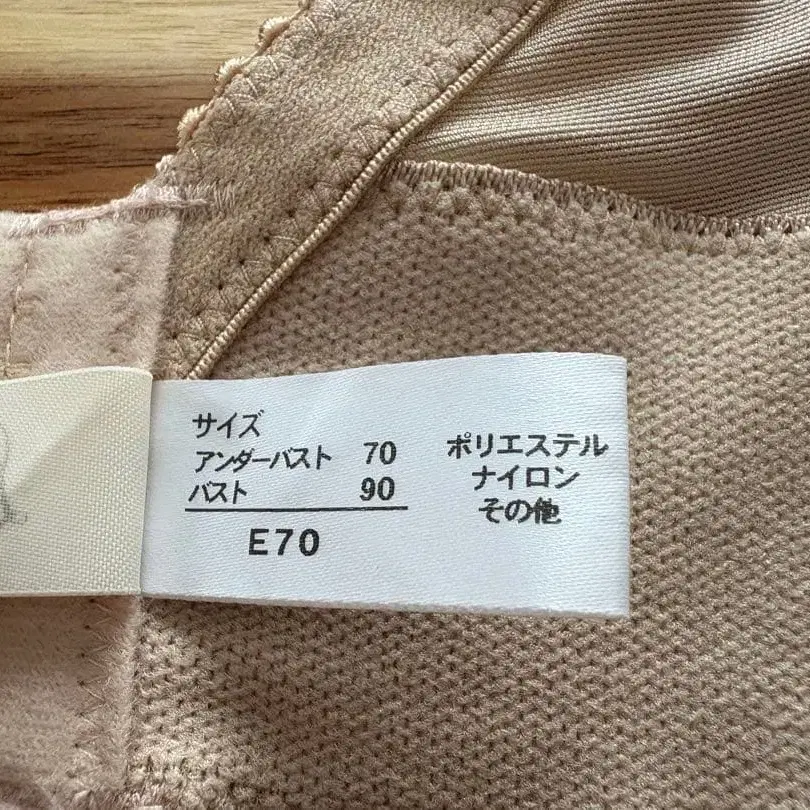 サイズ
アンダーバスト 70
バスト 90
E70
ポリエステル
ナイロン
その他